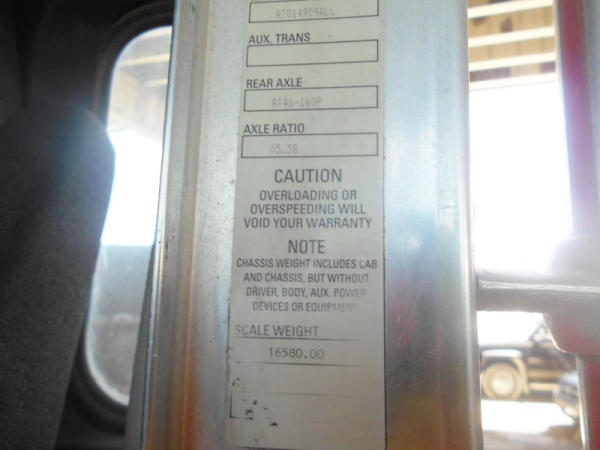 RTO14909ALL
AUX. TRANS
REAR AXLE
RT46-160P
AXLE RATIO
05.38
CAUTION
OVERLOADING OR
OVERSPEEDING WILL
VOID YOUR WARRANTY
NOTE
CHASSIS WEIGHT INCLUDES CAB
AND CHASSIS, BUT WITHOUT
DRIVER, BODY, AUX. POWER
DEVICES OR EQUIPMENT
SCALE WEIGHT
16580.00